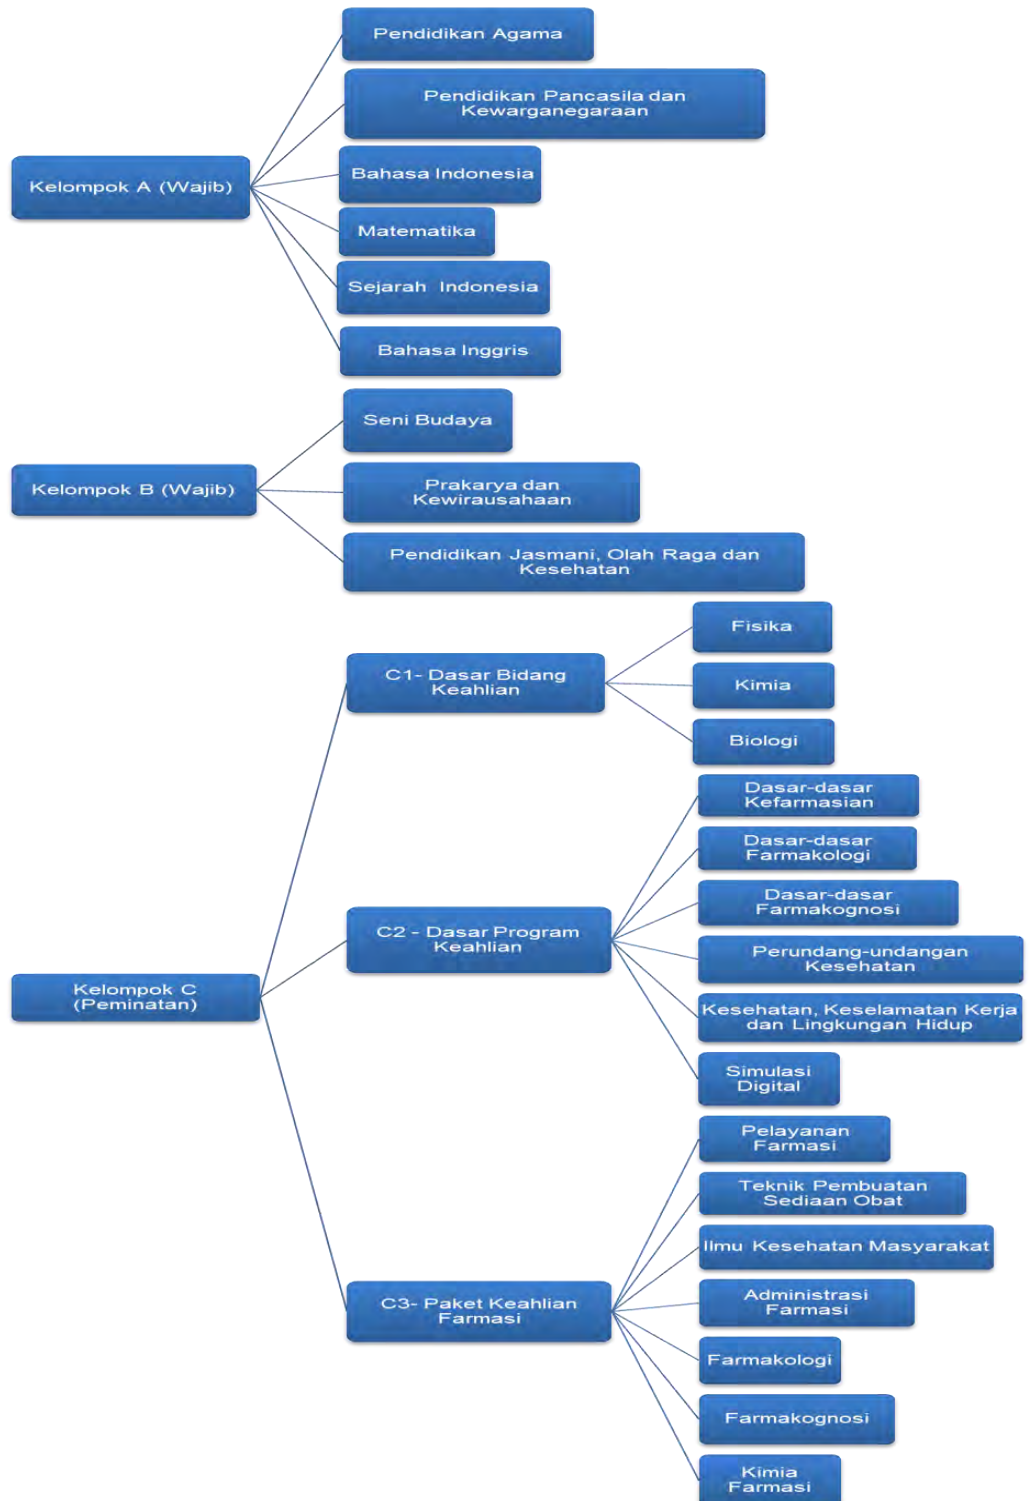 Kelompok A (Wajib)
Pendidikan Agama
Pendidikan Pancasila dan
Kewarganegaraan
Bahasa Indonesia
Matematika
Sejarah Indonesia
Bahasa Inggris
Kelompok B (Wajib)
Seni Budaya
Prakarya dan
Kewirausahaan
Pendidikan Jasmani, Olah Raga dan
Kesehatan
Kelompok C
(Peminatan)
C1- Dasar Bidang
Keahlian
Fisika
Kimia
Biologi
C2 - Dasar Program
Keahlian
Dasar-dasar
Kefarmasian
Dasar-dasar
Farmakologi
Dasar-dasar
Farmakognosi
Perundang-undangan
Kesehatan
Kesehatan, Keselamatan Kerja
dan Lingkungan Hidup
Simulasi
Digital
C3- Paket Keahlian
Farmasi
Pelayanan
Farmasi
Teknik Pembuatan
Sediaan Obat
Ilmu Kesehatan Masyarakat
Administrasi
Farmasi
Farmakologi
Farmakognosi
Kimia
Farmasi